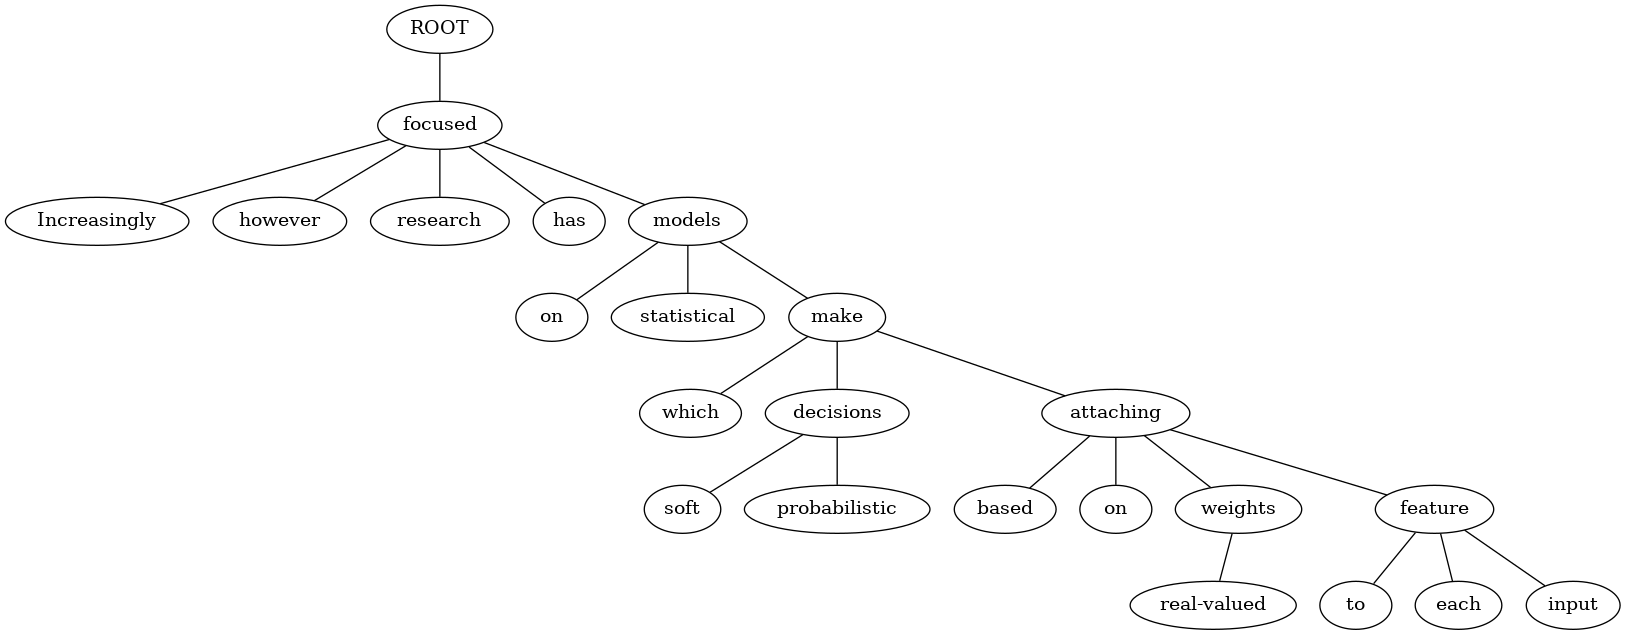 ROOT
focused
Increasingly however research has models
on statistical make
which decisions attaching
soft probabilistic based on weights feature
real-valued to each input